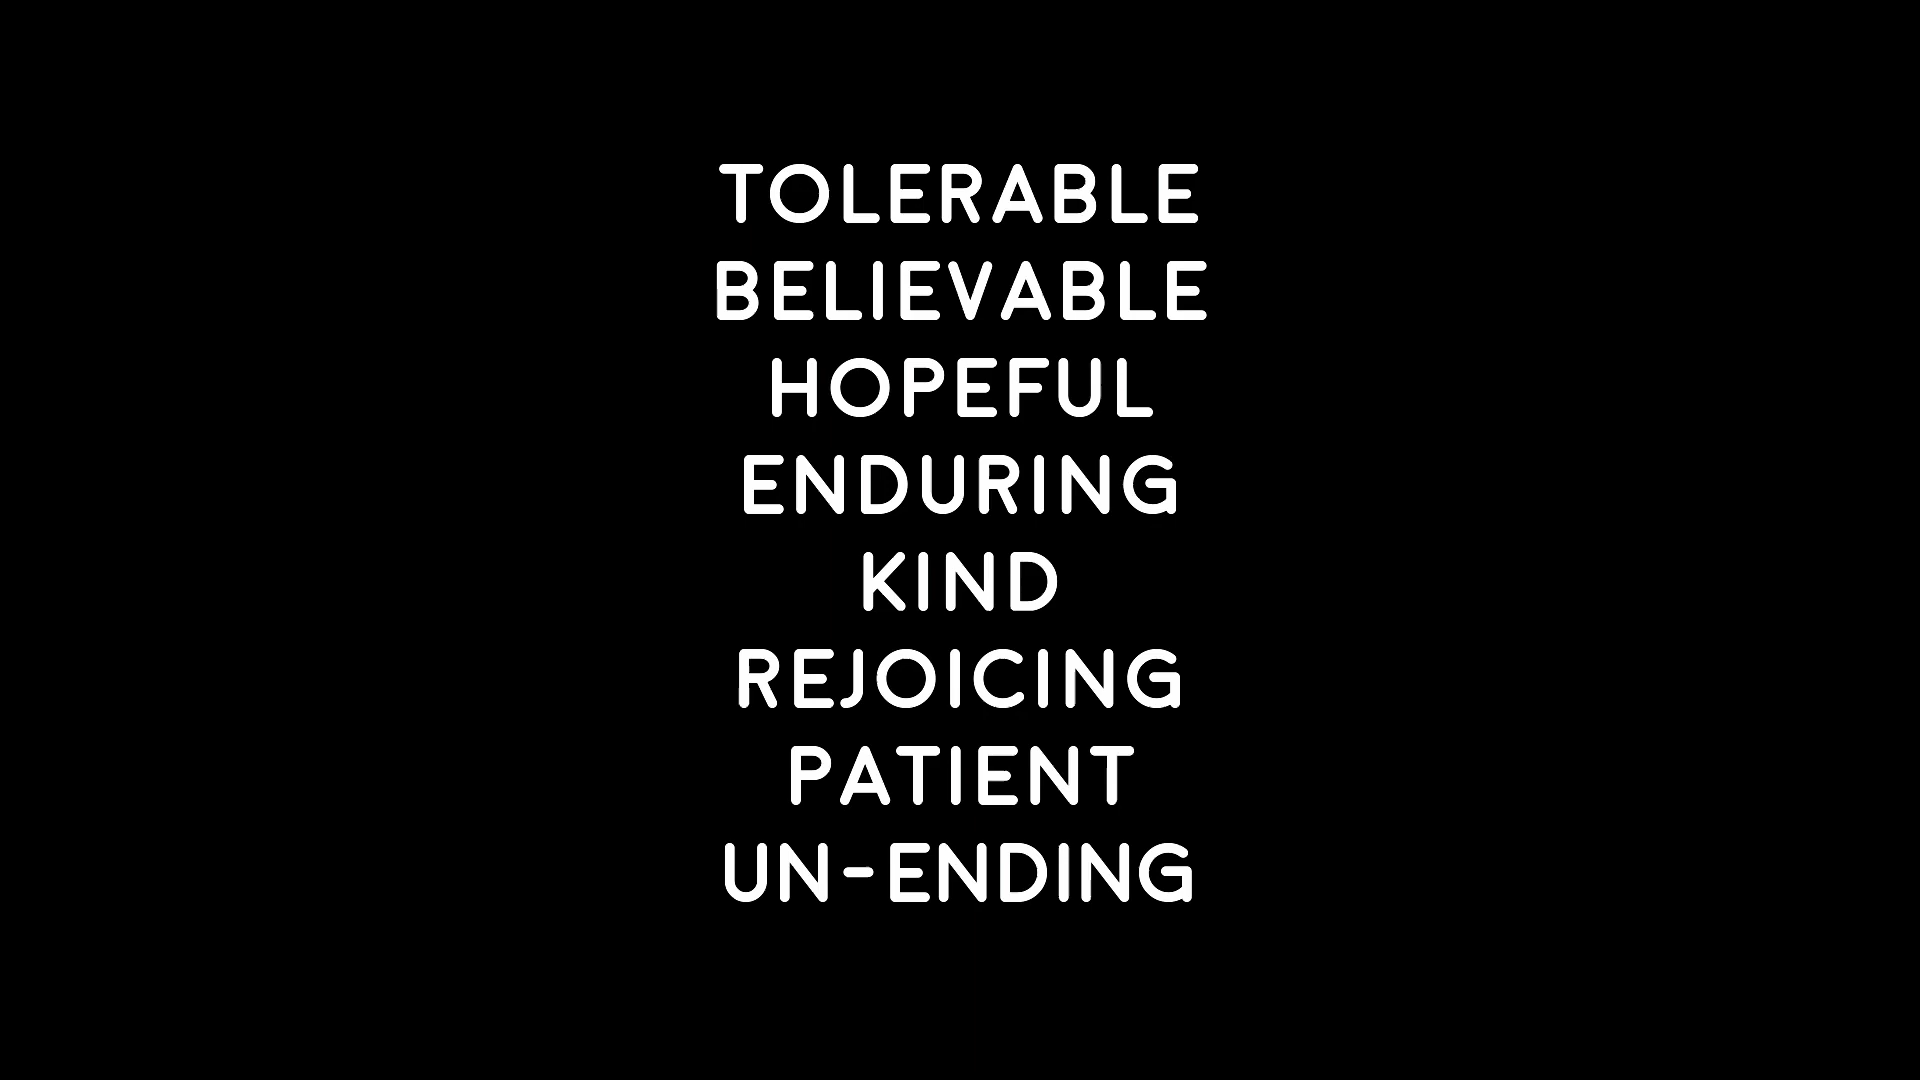 TOLERABLE
BELIEVABLE
HOPEFUL
ENDURING
KIND
REJOICING
PATIENT
UN-ENDING